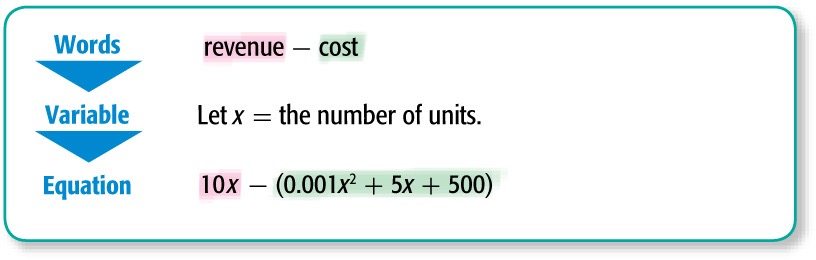 Words revenue – cost
Variable Let x = the number of units.
Equation 10x – (0.001x² + 5x + 500)